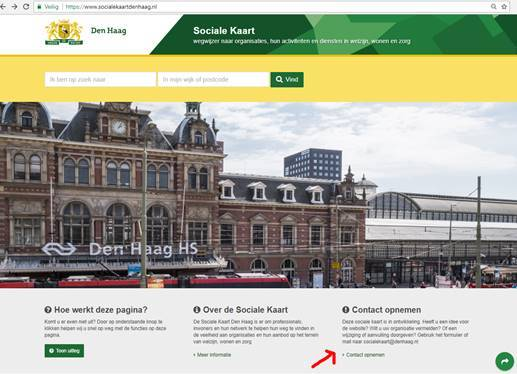 Veilig | https://www.socialekaartdenhaag.nl
Den Haag
Sociale Kaart
wegwijzer naar organisaties, hun activiteiten en diensten in welzijn, wonen en zorg
Ik ben op zoek naar
In mijn wijk of postcode
Vind
Den Haag HS
Hoe werkt deze pagina?
Komt u er even niet uit? Door op onderstaande knop te
klikken helpen wij u snel op weg met de functies op deze
pagina.
Toon uitleg
Over de Sociale Kaart
De Sociale Kaart Den Haag is er om professionals,
inwoners en hun netwerk te helpen hun weg te vinden in
de veelheid aan organisaties en hun aanbod op het terrein
van welzijn, wonen en zorg.
Meer informatie
Contact opnemen
Deze sociale kaart is in ontwikkeling. Heeft u een idee voor
de website? Wilt u uw organisatie vermelden? Of een
wijziging of aanvulling doorgeven? Gebruik het formulier of
mail naar socialekaart@denhaag.nl.
Contact opnemen